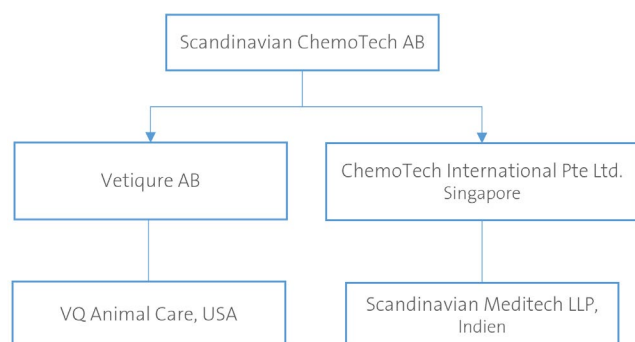 Scandinavian ChemoTech AB
Vetiqure AB
ChemoTech International Pte Ltd.
Singapore
VQ Animal Care, USA
Scandinavian Meditech LLP,
Indien